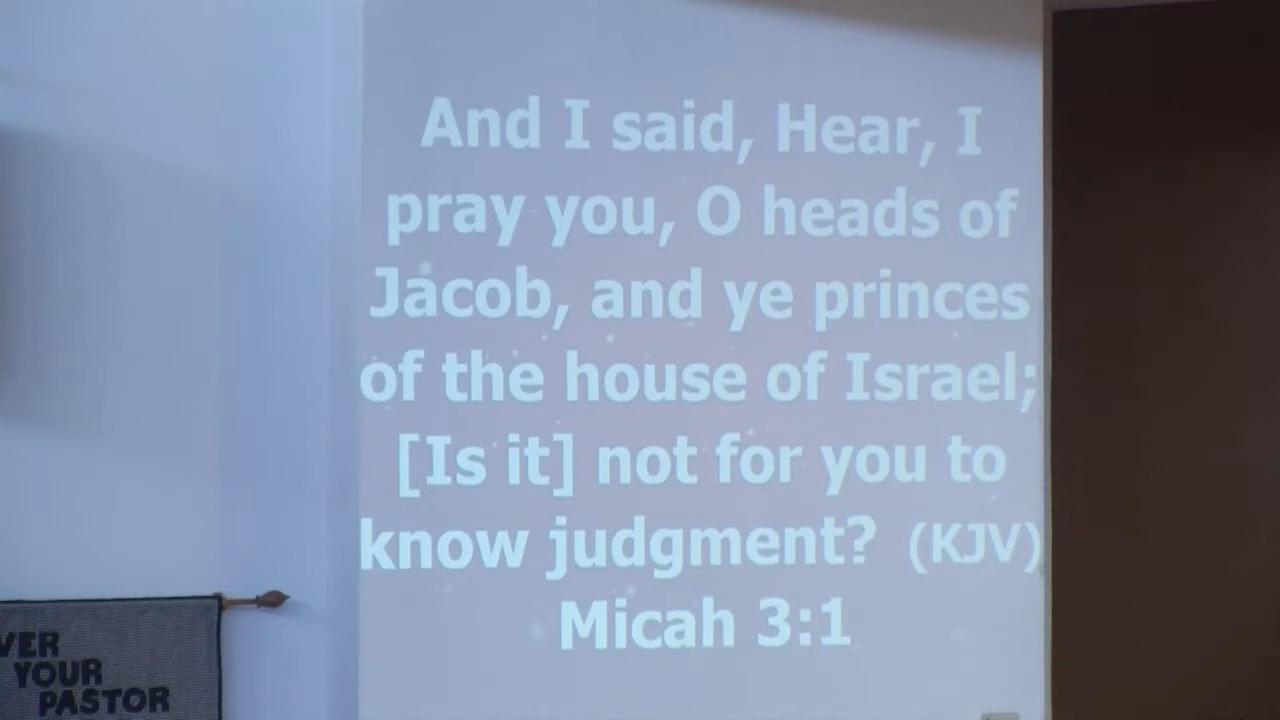 And I said, Hear, I
pray you, O heads of
Jacob, and ye princes
of the house of Israel;
[Is it] not for you to
know judgment? (KJV)
Micah 3:1
VER
YOUR
PASTOR